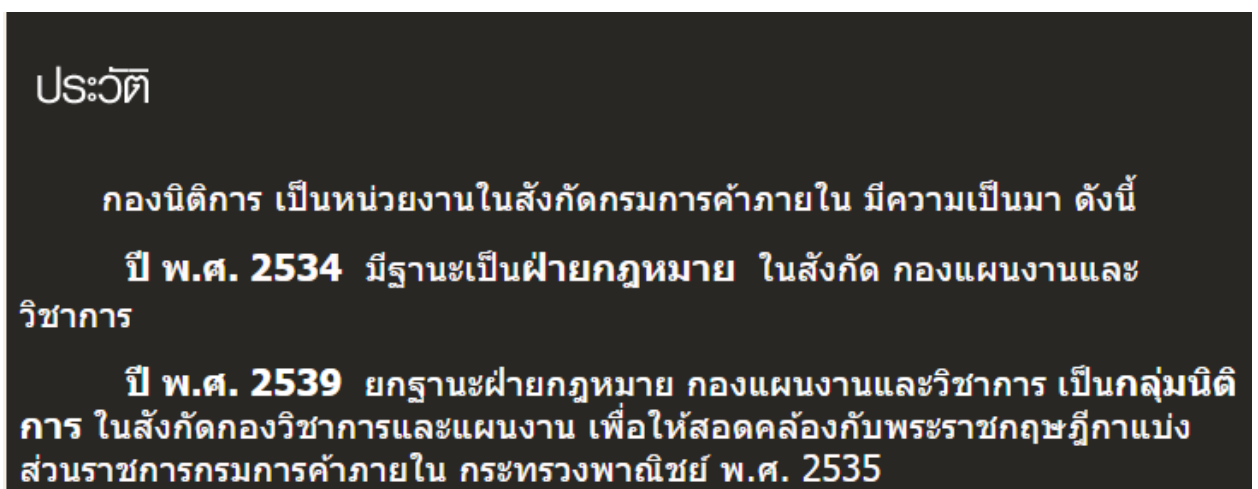 ประวัติ
กองนิติการ เป็นหน่วยงานในสังกัดกรมการค้าภายใน มีความเป็นมา ดังนี้
ปี พ.ศ. 2534 มีฐานะเป็นฝ่ายกฎหมาย ในสังกัด กองแผนงานและ
วิชาการ
ปี พ.ศ. 2539 ยกฐานะฝ่ายกฎหมาย กองแผนงานและวิชาการ เป็นกลุ่มนิติ
การ ในสังกัดกองวิชาการและแผนงาน เพื่อให้สอดคล้องกับพระราชกฤษฎีกาแบ่ง
ส่วนราชการกรมการค้าภายใน กระทรวงพาณิชย์ พ.ศ. 2535